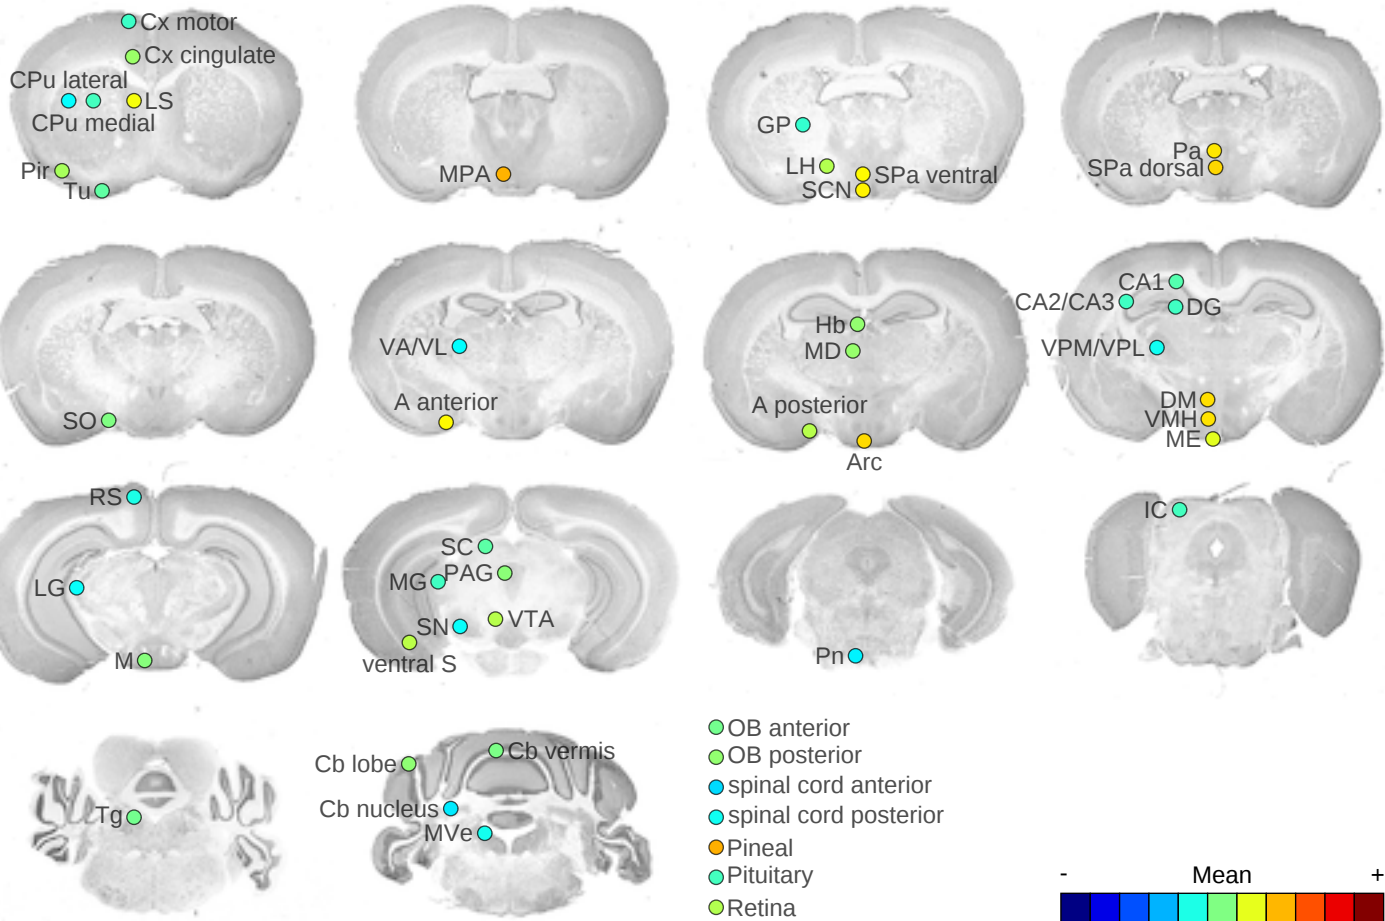 Cx motor
Cx cingulate
CPu lateral
LS
CPu medial
Pir
Tu
MPA
GP
LH
SPa ventral
SCN
Pa
SPa dorsal
SO
VA/VL
A anterior
Hb
MD
A posterior
Arc
CA1
CA2/CA3
DG
VPM/VPL
DM
VMH
ME
RS
LG
M
SC
MG
PAG
SN
VTA
ventral S
Pn
IC
Tg
Cb lobe
Cb vermis
Cb nucleus
MVe
OB anterior
OB posterior
spinal cord anterior
spinal cord posterior
Pineal
Pituitary
Retina
- Mean +